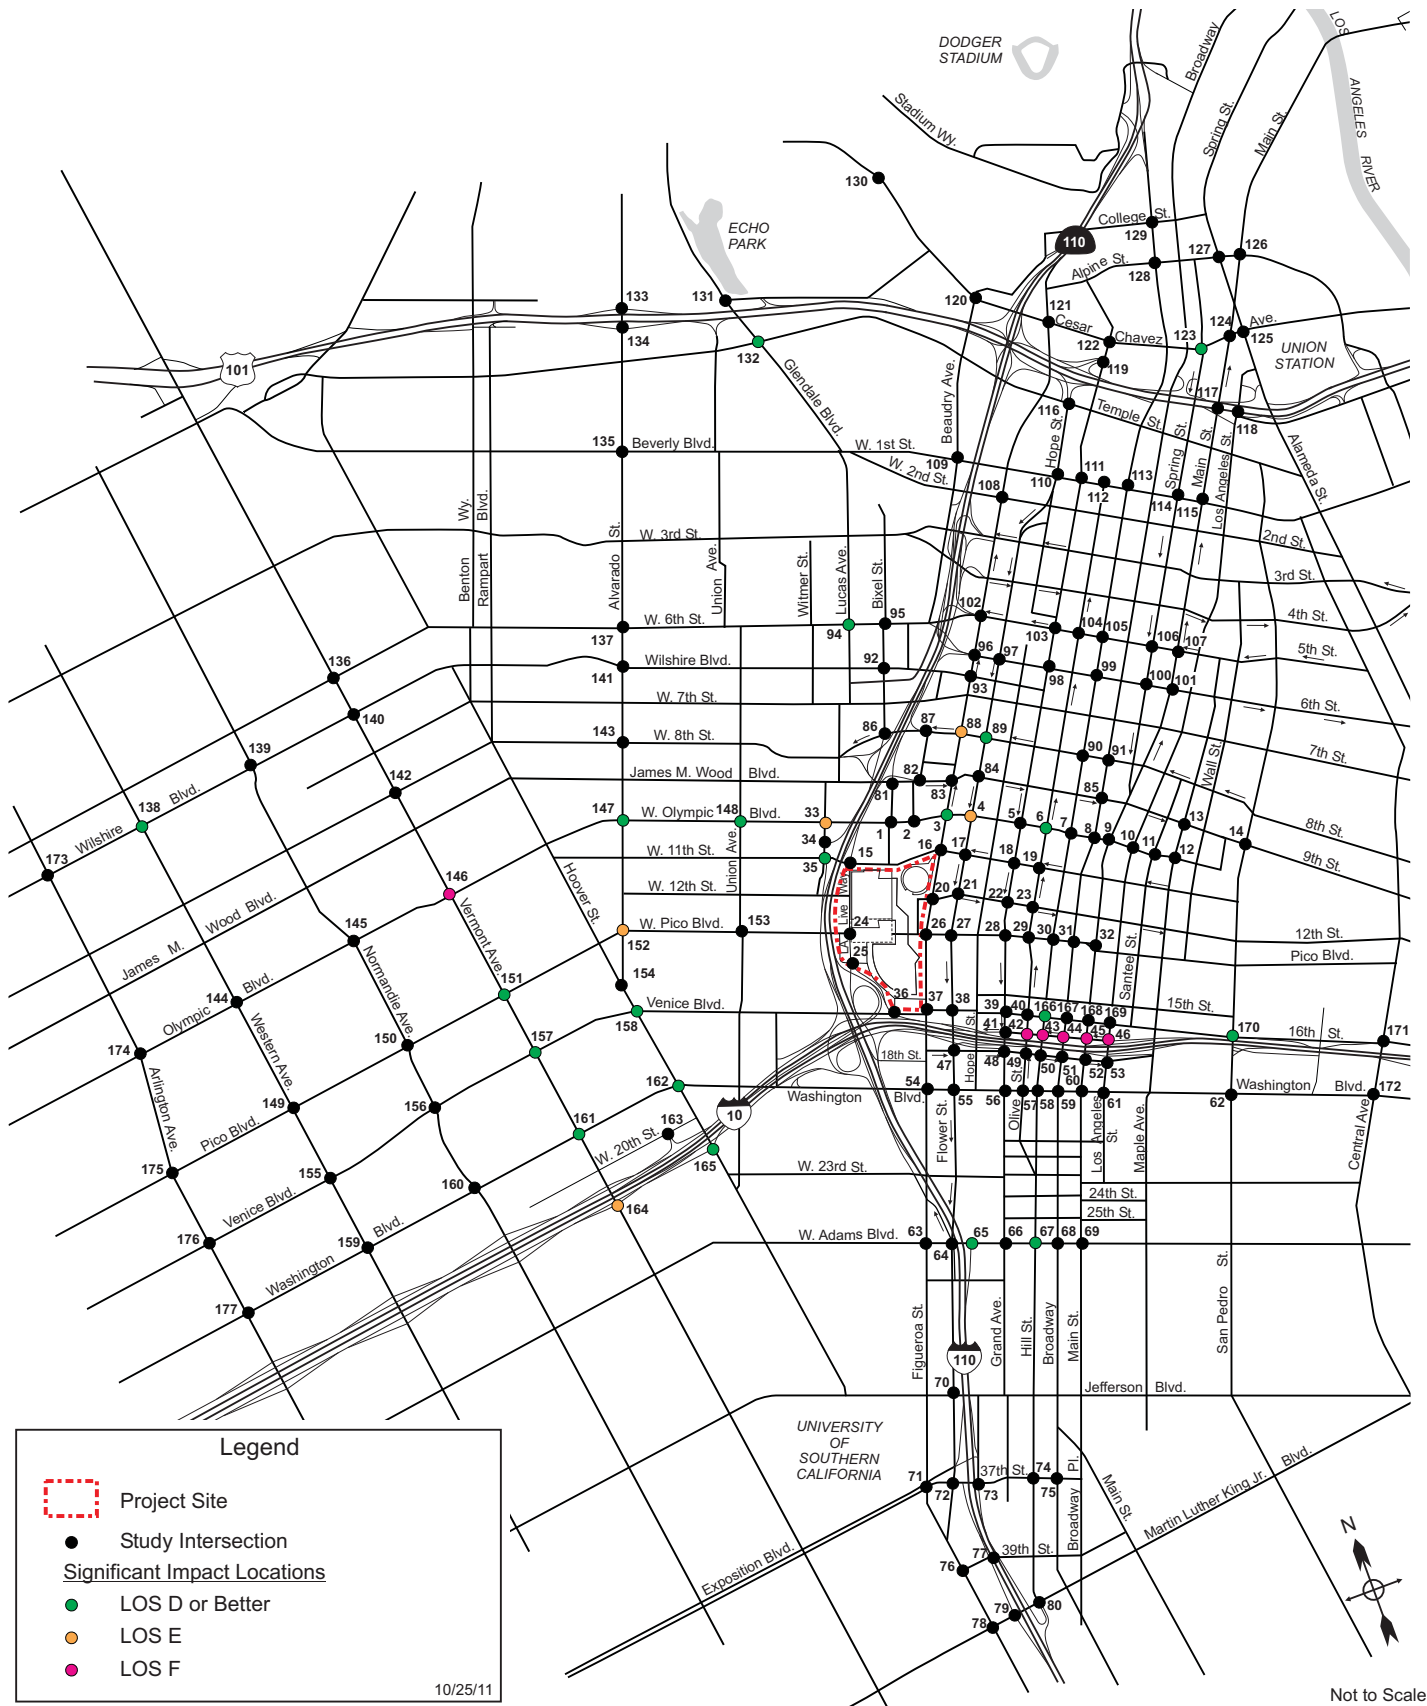 DODGER
STADIUM
Stadium Wy.
Broadway
Spring St.
Main St.
LOS
ANGELES
RIVER
130
ECHO
PARK
College St.
129
110
Alpine St.
128
127
126
133
131
120
121
Cesar
Chavez
Ave.
134
132
122
123
124
125
UNION
STATION
119
101
Glendale Blvd.
Beaudry Ave.
116
Temple St.
117
118
Hope St.
Spring St.
Main St.
Los Angeles St.
Alameda St.
135
Beverly Blvd.
W. 1st St.
W. 2nd St.
109
108
110
111
112
113
114
115
Benton Wy.
Rampart Blvd.
Alvarado St.
Union Ave.
W. 3rd St.
Witmer St.
Lucas Ave.
Bixel St.
2nd St.
3rd St.
4th St.
5th St.
6th St.
7th St.
8th St.
9th St.
137
W. 6th St.
94
95
102
103
104
105
106
107
136
141
Wilshire Blvd.
92
96
97
93
98
99
100
101
W. 7th St.
140
139
143
W. 8th St.
86
87
88
89
90
91
Wall St.
142
James M. Wood Blvd.
81
82
83
84
85
138
Wilshire Blvd.
147
W. Olympic Blvd.
148
33
34
35
1
2
3
4
5
6
7
8
9
10
11
12
13
14
173
146
W. 11th St.
Union Ave.
15
16
17
18
19
W. 12th St.
LA Live Way
20
21
22
23
James M. Wood Blvd.
145
Vermont Ave.
Hoover St.
W. Pico Blvd.
152
153
24
25
26
27
28
29
30
31
32
12th St.
Pico Blvd.
Santee St.
Normandie Ave.
151
154
144
Olympic Blvd.
Western Ave.
158
Venice Blvd.
36
37
38
39
40
166
167
168
169
15th St.
41
42
43
44
45
46
170
16th St.
171
174
150
157
18th St.
47
Hope St.
48
49
50
51
52
53
Arlington Ave.
149
156
162
Washington Blvd.
54
55
56
57
58
59
60
61
62
Washington Blvd.
172
161
163
10
Olive St.
Flower St.
Los Angeles St.
Maple Ave.
Central Ave.
Pico Blvd.
W. 20th St.
165
W. 23rd St.
175
155
160
164
24th St.
25th St.
Venice Blvd.
176
159
Washington Blvd.
W. Adams Blvd.
63
64
65
66
67
68
69
San Pedro St.
177
Figueroa St.
Grand Ave.
Hill St.
Broadway
Main St.
110
70
Jefferson Blvd.
UNIVERSITY
OF
SOUTHERN
CALIFORNIA
71
72
73
37th St.
74
75
Broadway Pl.
Main St.
Martin Luther King Jr. Blvd.
Exposition Blvd.
76
77
39th St.
78
79
80
N
Legend
Project Site
Study Intersection
Significant Impact Locations
LOS D or Better
LOS E
LOS F
10/25/11
Not to Scale